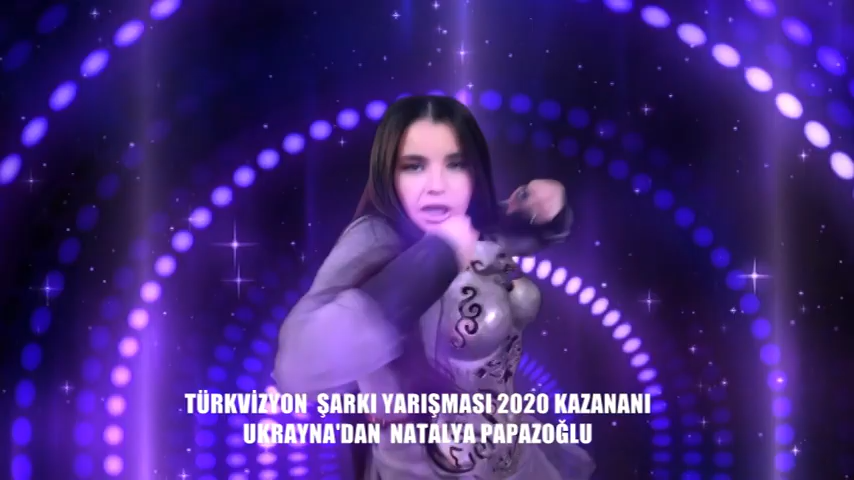 TÜRKVİZYON ŞARKI YARIŞMASI 2020 KAZANANI
UKRAYNA'DAN NATALYA PAPAZOĞLU